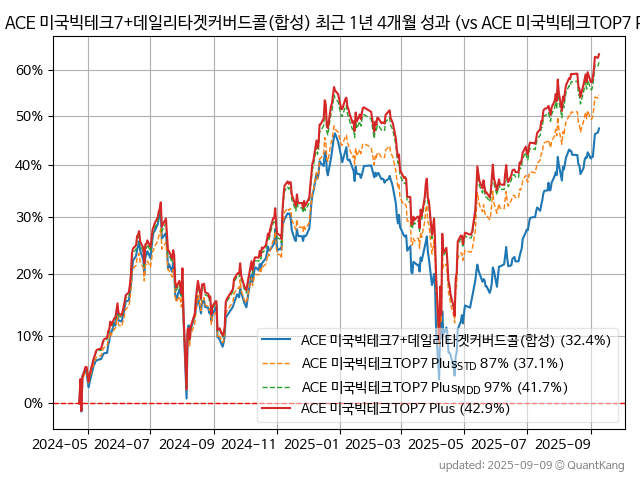 ACE 미국빅테크7+데일리타겟커버드콜(합성) 최근 1년 4개월 성과 (vs ACE 미국빅테크TOP7 P
60%
50%
40%
30%
20%
10%
0%
ACE 미국빅테크7+데일리타겟커버드콜(합성) (32.4%)
ACE 미국빅테크TOP7 PlusSTD 87% (37.1%)
ACE 미국빅테크TOP7 PlusMDD 97% (41.7%)
ACE 미국빅테크TOP7 Plus (42.9%)
2024-05 2024-07 2024-09 2024-11 2025-01 2025-03 2025-05 2025-07 2025-09
updated: 2025-09-09 © QuantKang